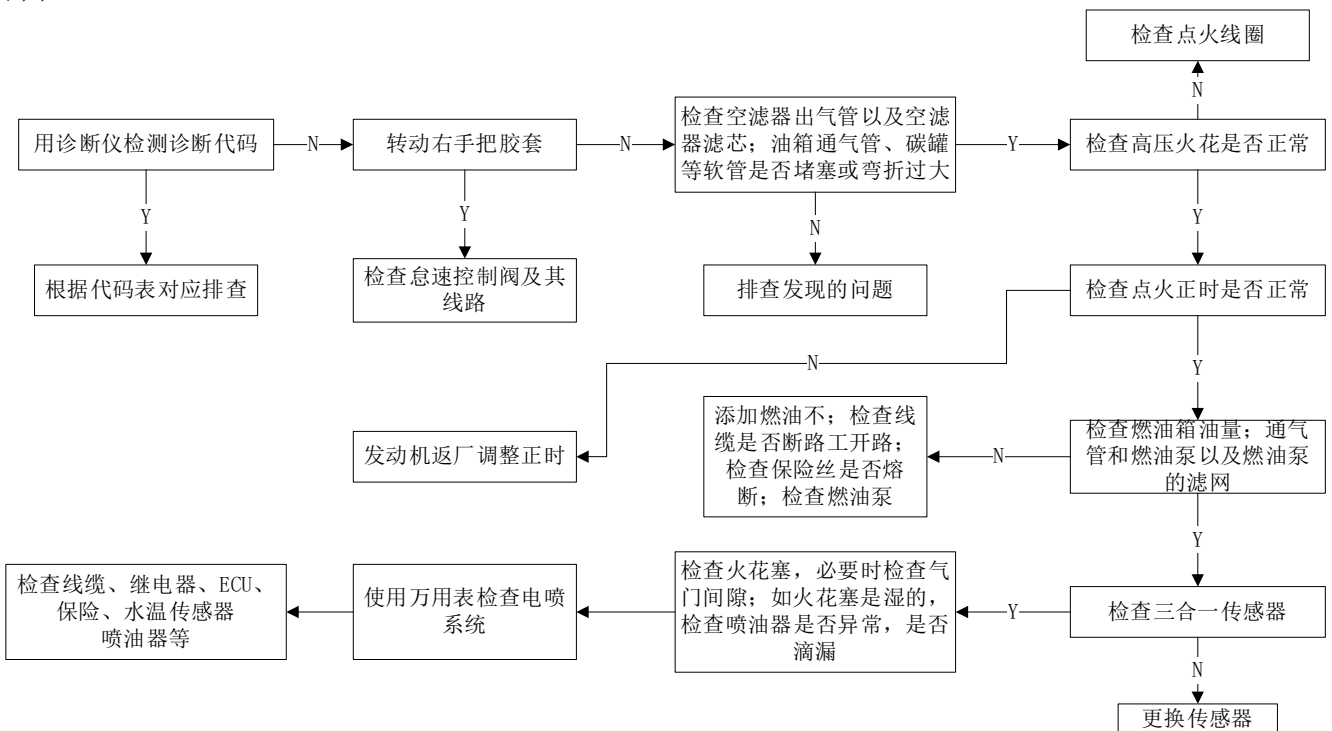 检查点火线圈
N
用诊断仪检测诊断代码
N
转动右手把胶套
N
检查空滤器出气管以及空滤
器滤芯；油箱通气管、碳罐
等软管是否堵塞或弯折过大
Y
检查高压火花是否正常
Y
Y
N
Y
根据代码表对应排查
检查怠速控制阀及其
线路
排查发现的问题
检查点火正时是否正常
N
Y
发动机返厂调整正时
添加燃油不；检查线
缆是否断路工开路；
检查保险丝是否熔
断；检查燃油泵
N
检查燃油箱油量；通气
管和燃油泵以及燃油泵
的滤网
Y
检查线缆、继电器、ECU、
保险、水温传感器
喷油器等
使用万用表检查电喷
系统
检查火花塞，必要时检查气
门间隙；如火花塞是湿的，
检查喷油器是否异常，是否
滴漏
Y
检查三合一传感器
N
更换传感器